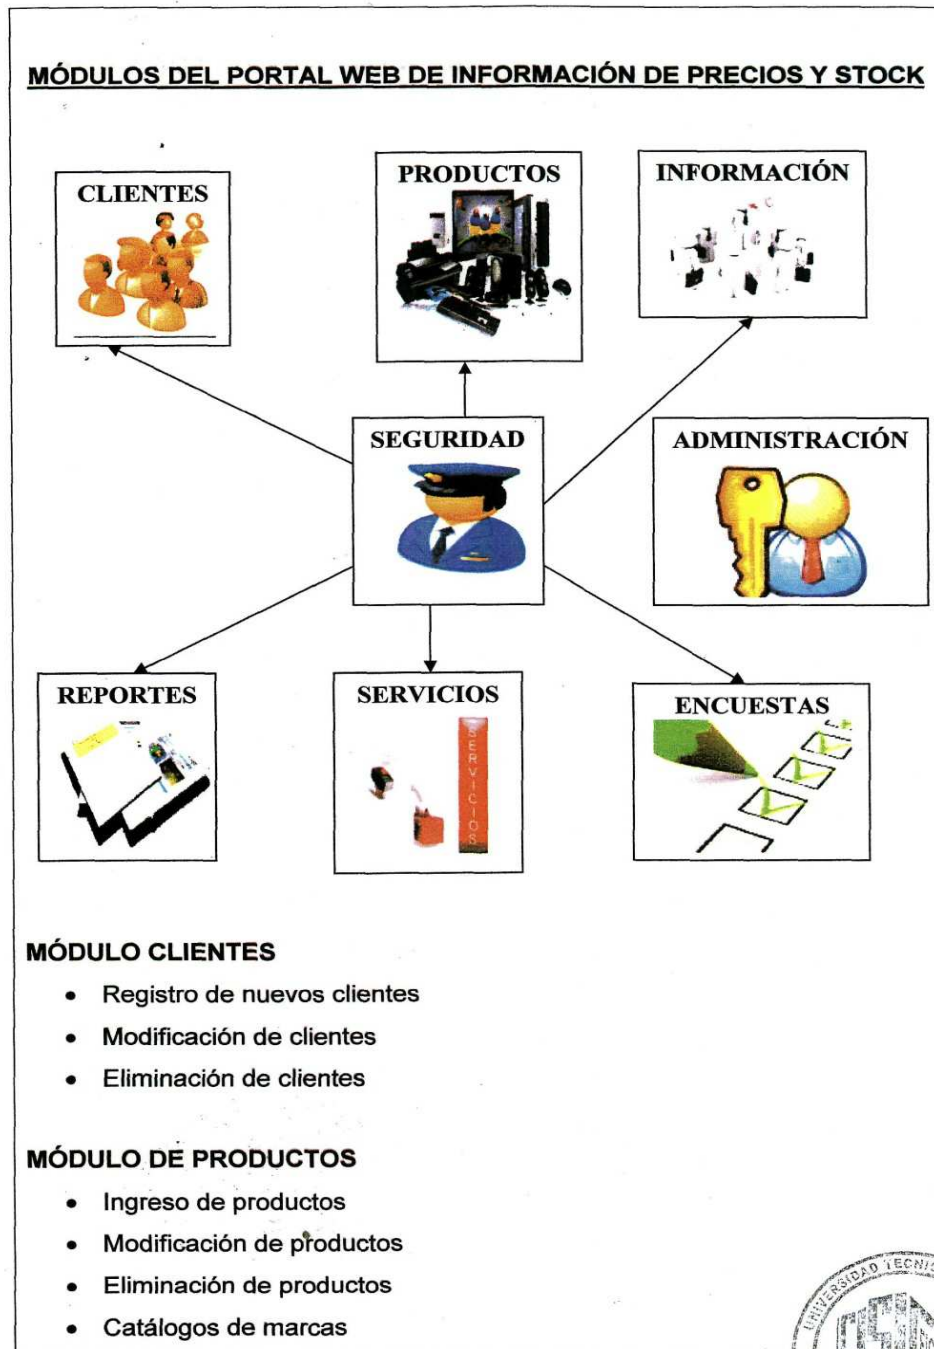 MÓDULOS DEL PORTAL WEB DE INFORMACIÓN DE PRECIOS Y STOCK
CLIENTES
PRODUCTOS
INFORMACIÓN
SEGURIDAD
ADMINISTRACIÓN
REPORTES
SERVICIOS
SERVICIOS
ENCUESTAS
MÓDULO CLIENTES
• Registro de nuevos clientes
• Modificación de clientes
• Eliminación de clientes
MÓDULO DE PRODUCTOS
• Ingreso de productos
• Modificación de productos
• Eliminación de productos
• Catálogos de marcas
UNIVERSIDAD